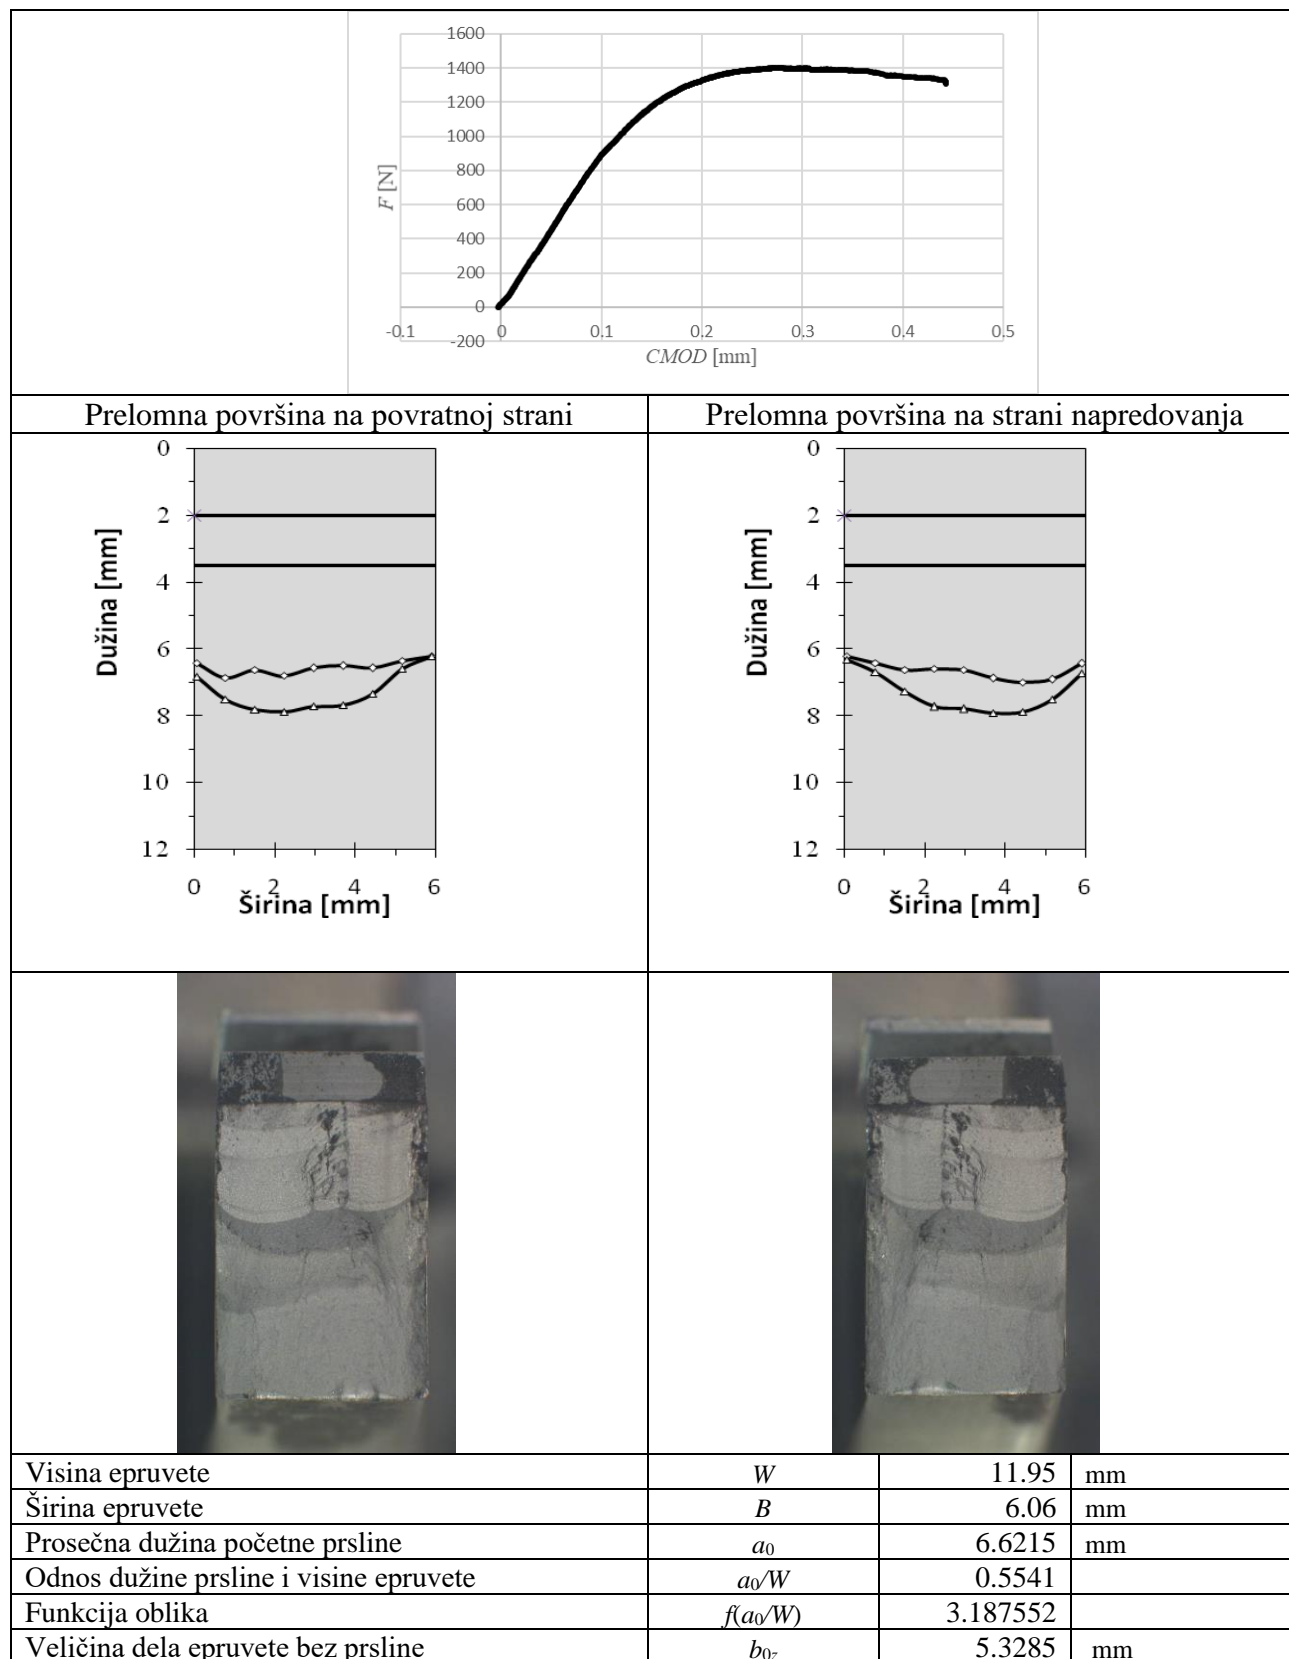 1600
1400
1200
1000
800
600
400
200
0
-200
-0.1 0 0.1 0.2 0.3 0.4 0.5
F [N]
CMOD [mm]
Prelomna površina na povratnoj strani Prelomna površina na strani napredovanja
0
2
4
6
8
10
12
Dužina [mm]
0 2 4 6
Širina [mm]
0
2
4
6
8
10
12
Dužina [mm]
0 2 4 6
Širina [mm]
Visina epruvete W 11.95 mm
Širina epruvete B 6.06 mm
Prosečna dužina početne prsline a0 6.6215 mm
Odnos dužine prsline i visine epruvete a0/W 0.5541
Funkcija oblika f(a0/W) 3.187552
Veličina dela epruvete bez prsline b0z 5.3285 mm